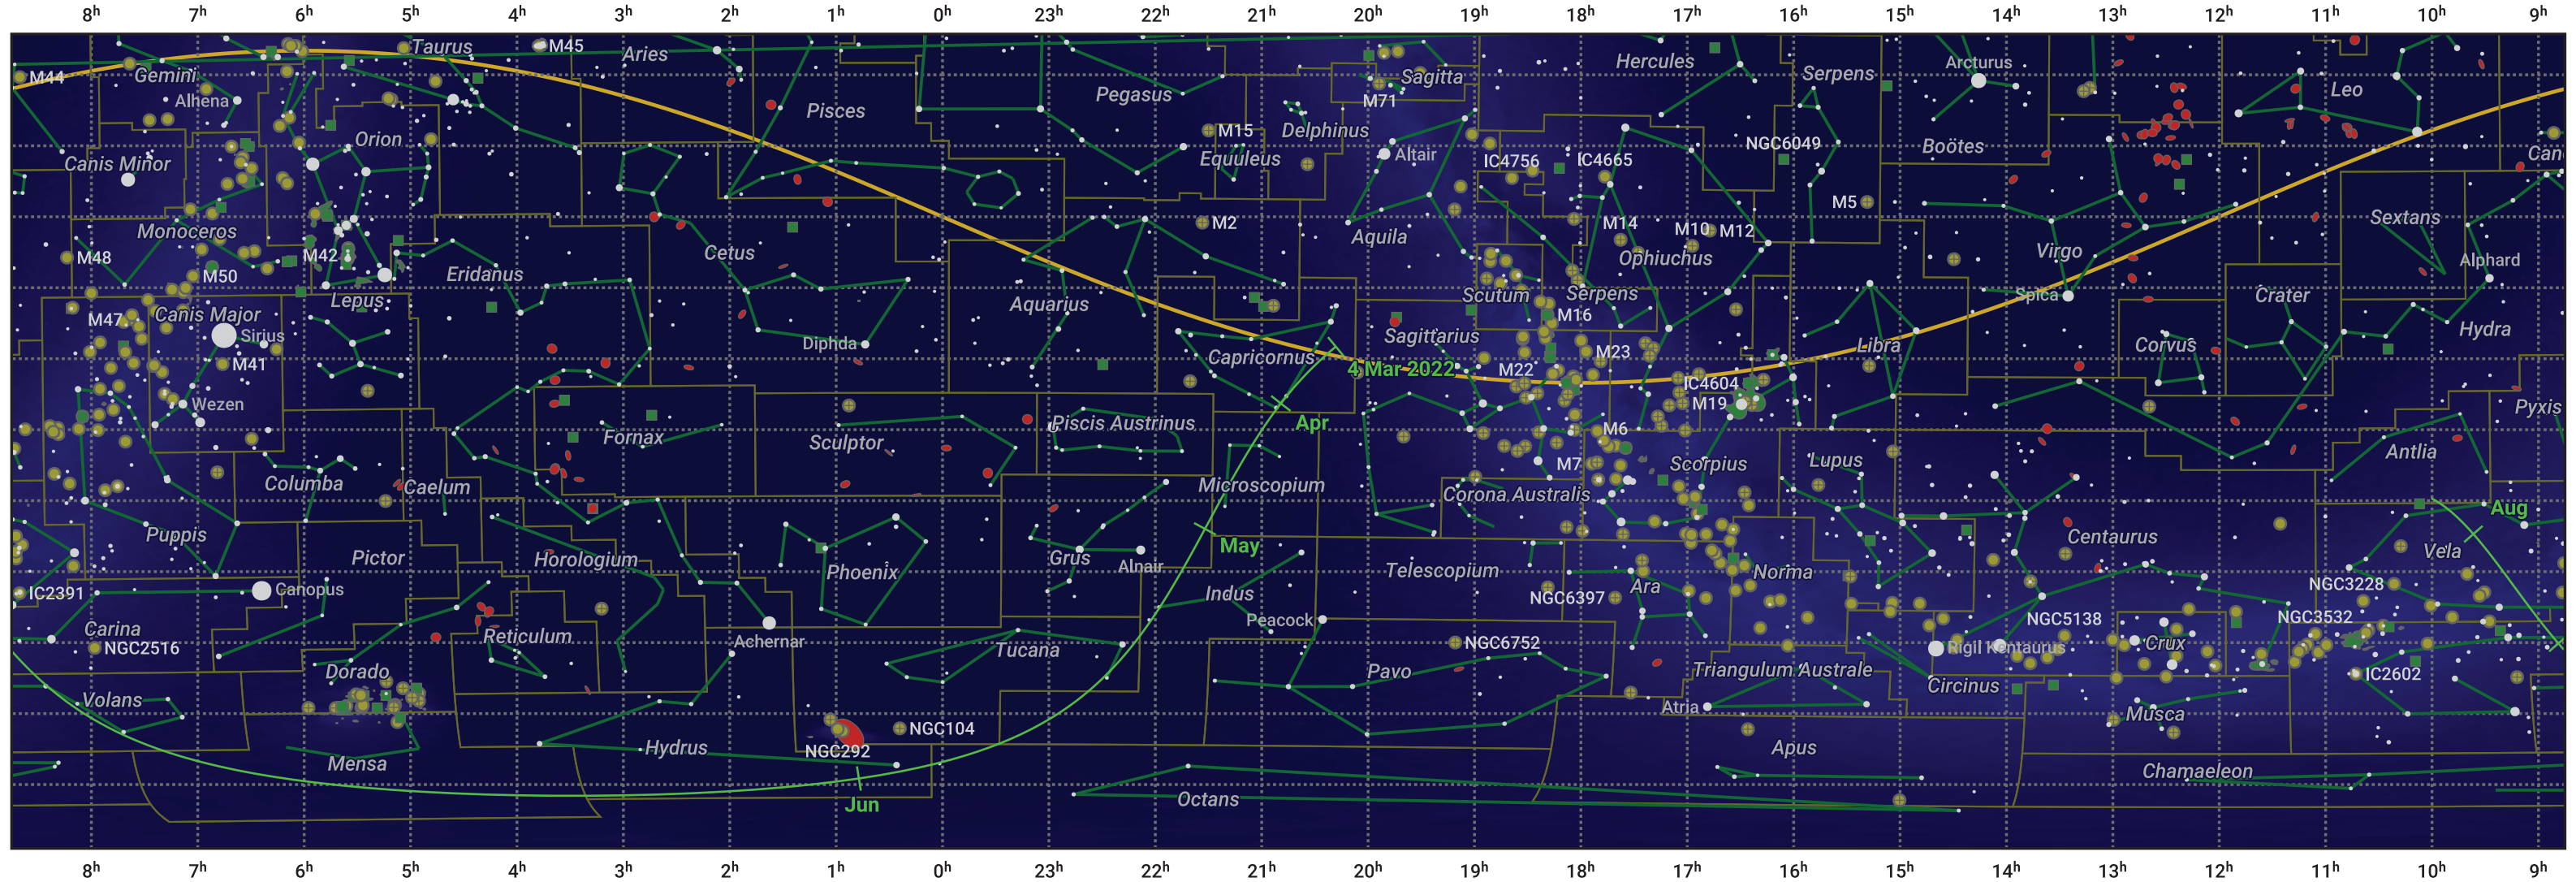 8h 7h 6h 5h 4h 3h 2h 1h 0h 23h 22h 21h 20h 19h 18h 17h 16h 15h 14h 13h 12h 11h 10h 9h
Taurus M45 Aries
M44 Gemini Sagitta Hercules Serpens Arcturus Leo
Alhena Pisces Pegasus M71
Orion M15 Delphinus NGC6049 Boötes
Canis Minor Equuleus Altair IC4756 IC4665 Can
Monoceros M2 Aquila M14 M10 M12 M5 Sextans
M48 M42 Cetus Ophiuchus Virgo Alphard
M50 Eridanus
Lepus Aquarius Scutum Serpens Spica Crater
M47 Canis Major M16 Hydra
Sirius Diphda Sagittarius Libra Corvus
M41 Capricornus M23
4 Mar 2022 M22 IC4604
Wezen M19 Pyxis
Apr
Fornax Sculptor Piscis Austrinus M6 Antlia
M7 Scorpius Lupus
Columba Caelum Microscopium Corona Australis
Aug
Puppis May Centaurus Vela
Pictor Horologium Phoenix Grus Alnair Telescopium Norma
IC2391 Canopus Indus NGC6397 Ara NGC3228
Carina Reticulum Achernar Peacock NGC5138 NGC3532
NGC2516 Tucana NGC6752 Rigil Kentaurus Crux
Dorado Pavo Triangulum Australe Circinus IC2602
Volans Atria Musca
NGC104
Hydrus NGC292 Apus
Mensa Chamaeleon
Jun Octans
8h 7h 6h 5h 4h 3h 2h 1h 0h 23h 22h 21h 20h 19h 18h 17h 16h 15h 14h 13h 12h 11h 10h 9h